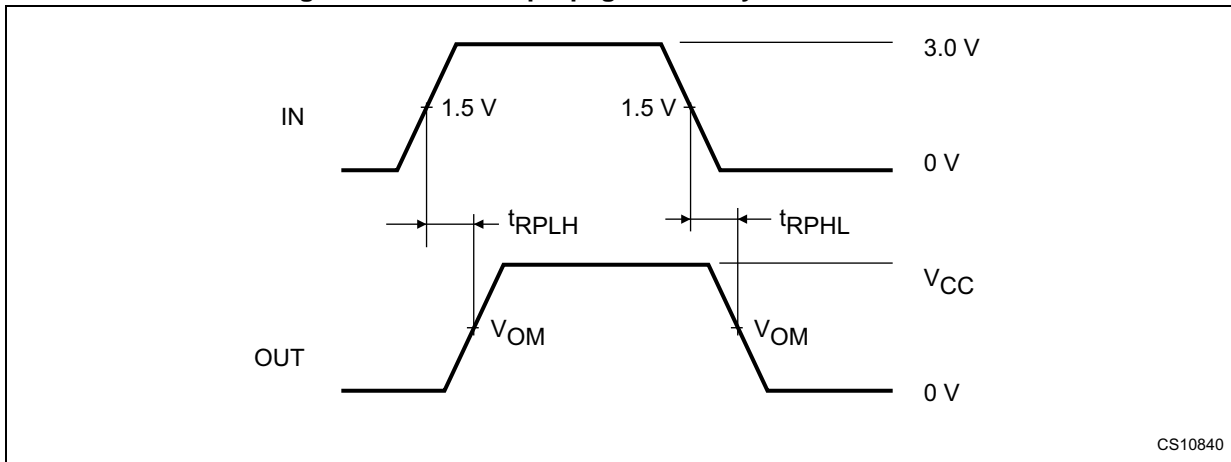 3.0 V
IN
1.5 V
1.5 V
0 V
tRPLH
tRPHL
VCC
VOM
VOM
OUT
0 V
CS10840